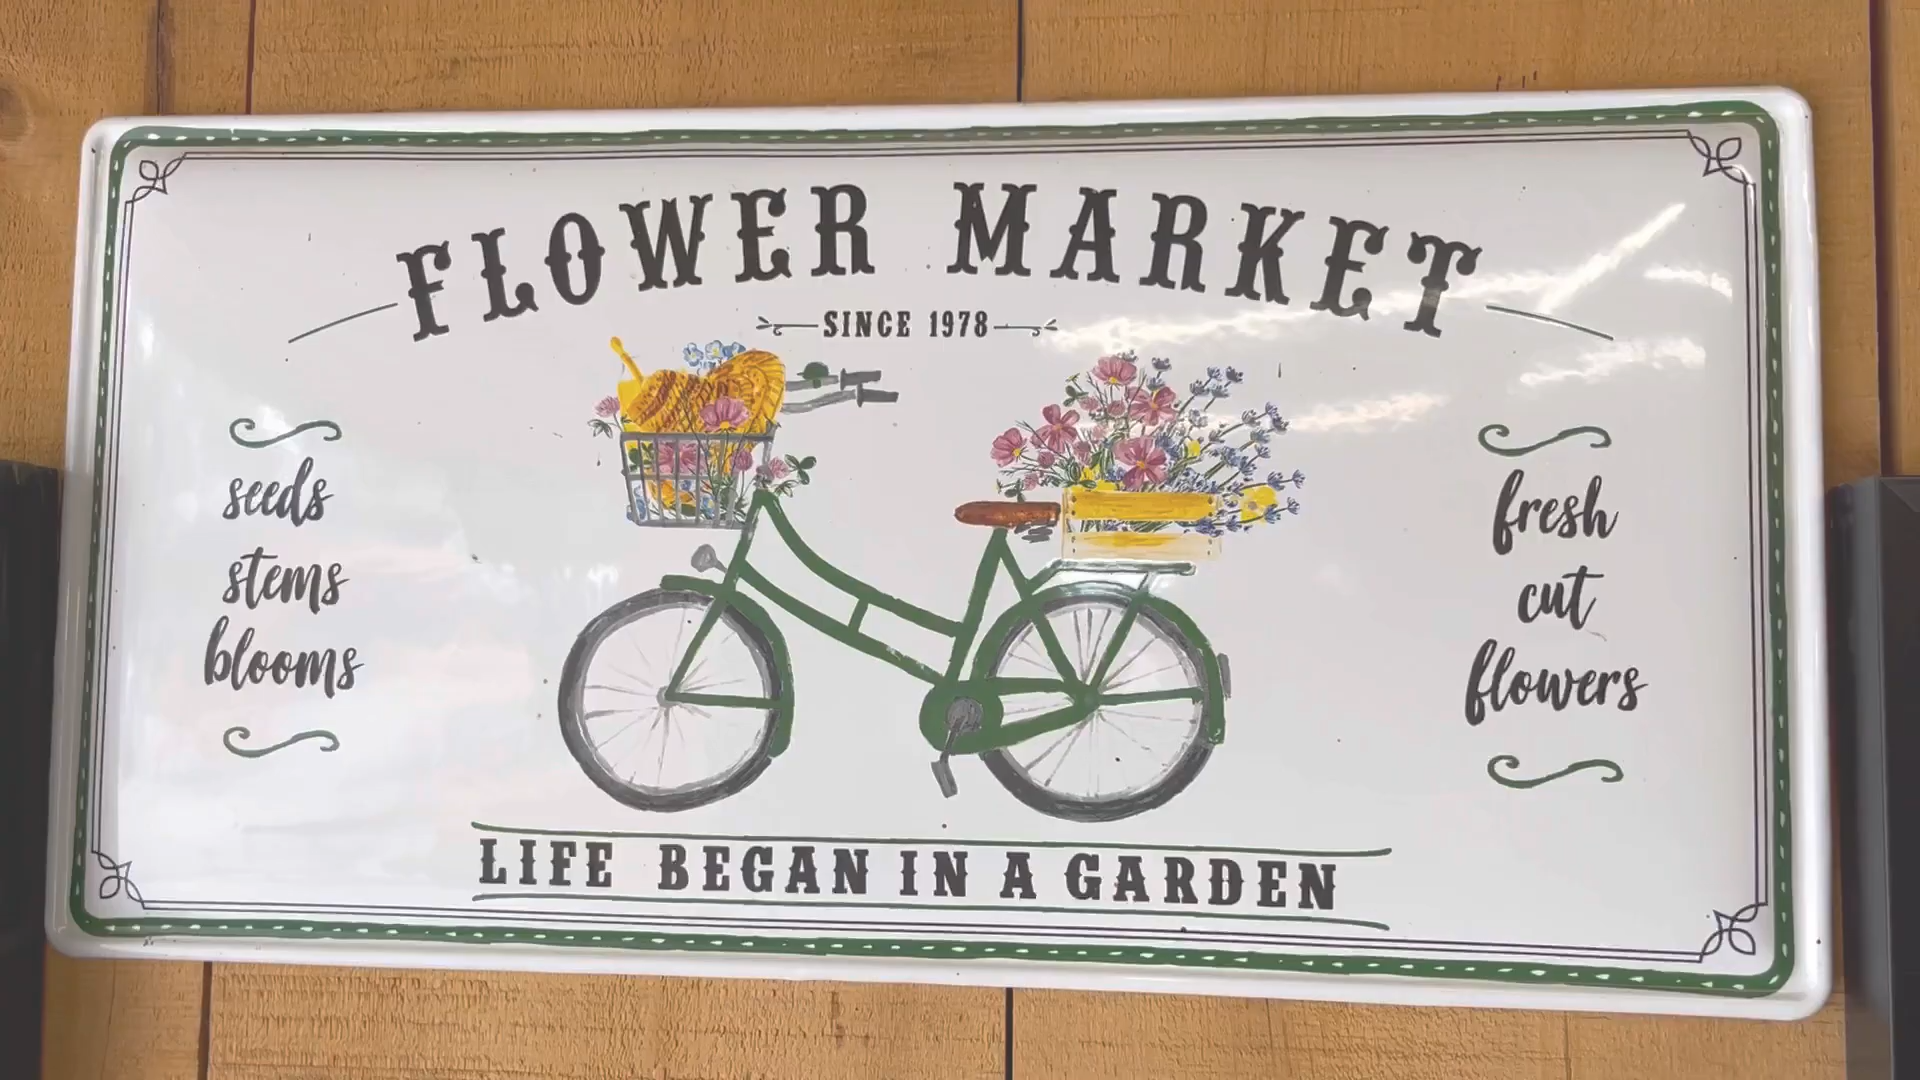 FLOWER MARKET
SINCE 1978
seeds
stems
blooms
fresh
cut
flowers
LIFE BEGAN IN A GARDEN